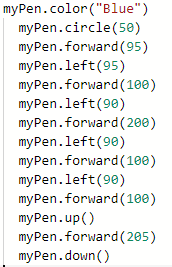 myPen.color("Blue")
myPen.circle(50)
myPen.forward(95)
myPen.left(95)
myPen.forward(100)
myPen.left(90)
myPen.forward(200)
myPen.left(90)
myPen.forward(100)
myPen.left(90)
myPen.forward(100)
myPen.up()
myPen.forward(205)
myPen.down()